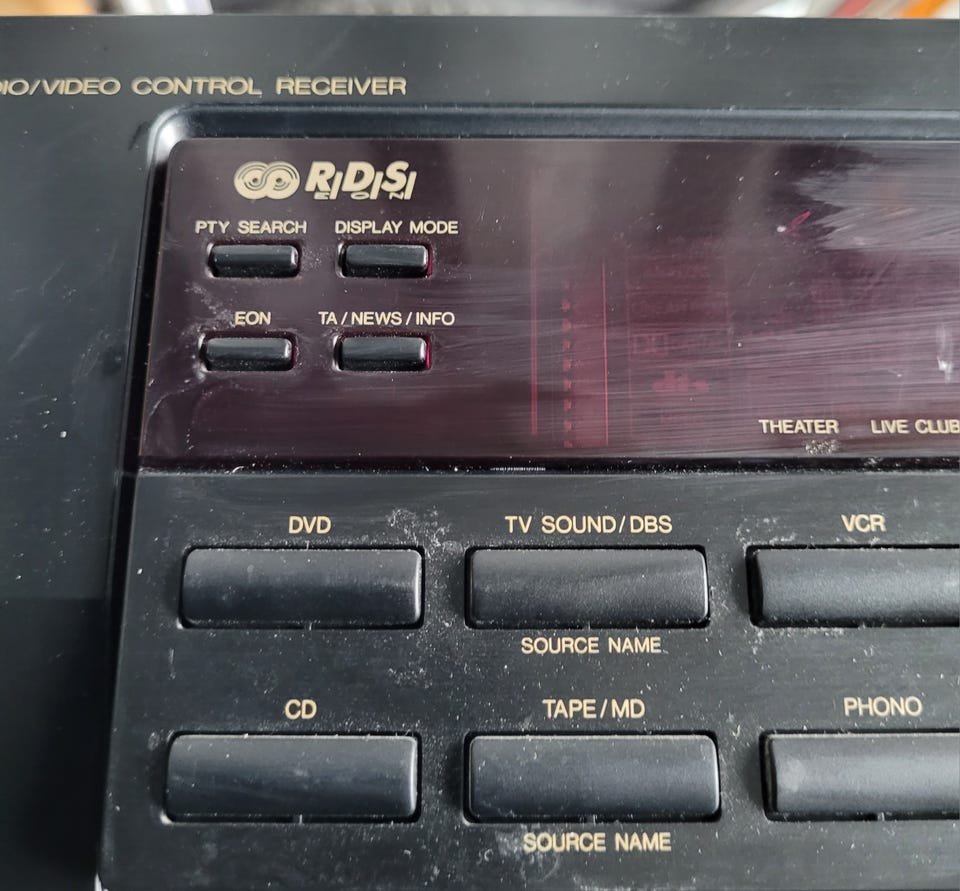 DIO/VIDEO CONTROL RECEIVER
R.D.S.
EON
PTY SEARCH DISPLAY MODE
EON TA/NEWS/INFO
THEATER LIVE CLUB
DVD TV SOUND/DBS VCR
SOURCE NAME
CD TAPE/MD PHONO
SOURCE NAME